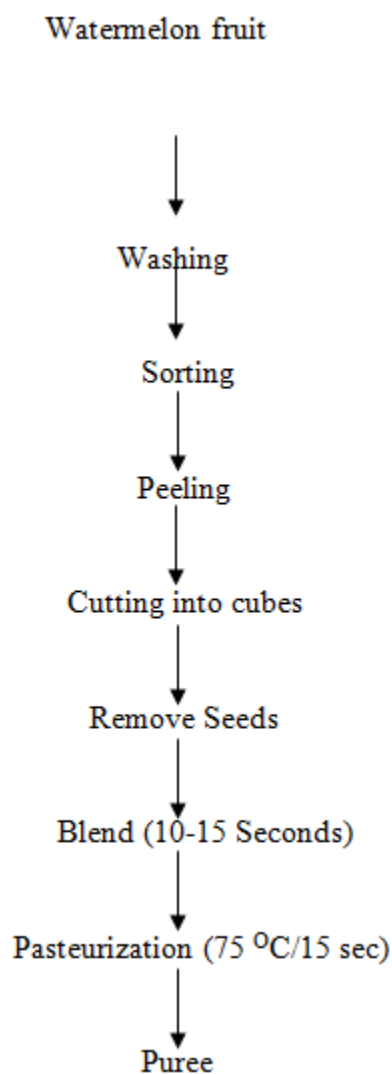 Watermelon fruit
Washing
Sorting
Peeling
Cutting into cubes
Remove Seeds
Blend (10-15 Seconds)
Pasteurization (75 ᴼC/15 sec)
Puree